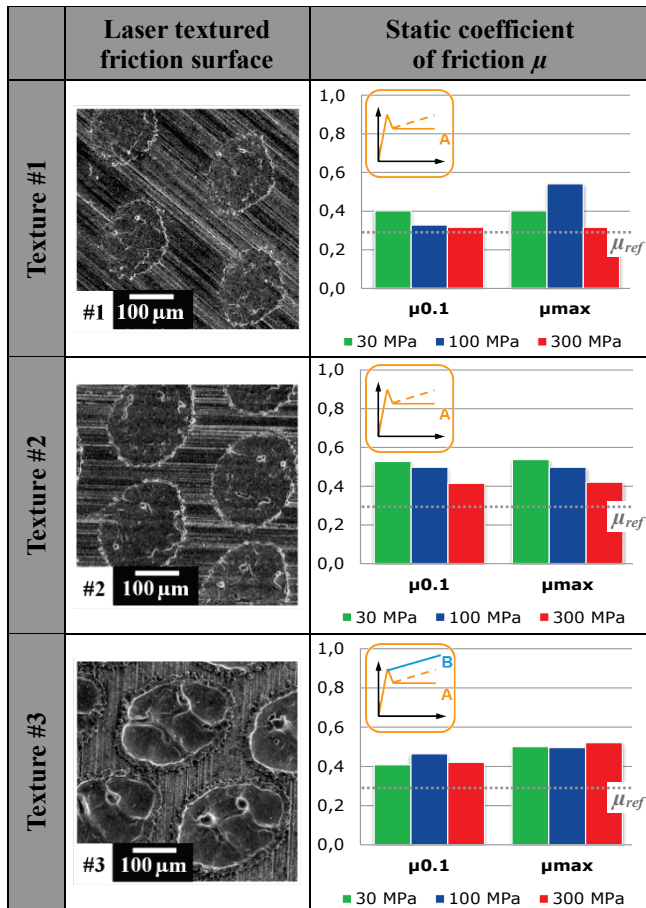 Laser textured
friction surface
Static coefficient
of friction μ
Texture #1
#1
100 μm
1,0
0,8
0,6
0,4
0,2
0,0
A
μref
μ0.1
μmax
30 MPa
100 MPa
300 MPa
Texture #2
#2
100 μm
1,0
0,8
0,6
0,4
0,2
0,0
A
μref
μ0.1
μmax
30 MPa
100 MPa
300 MPa
Texture #3
#3
100 μm
1,0
0,8
0,6
0,4
0,2
0,0
B
A
μref
μ0.1
μmax
30 MPa
100 MPa
300 MPa